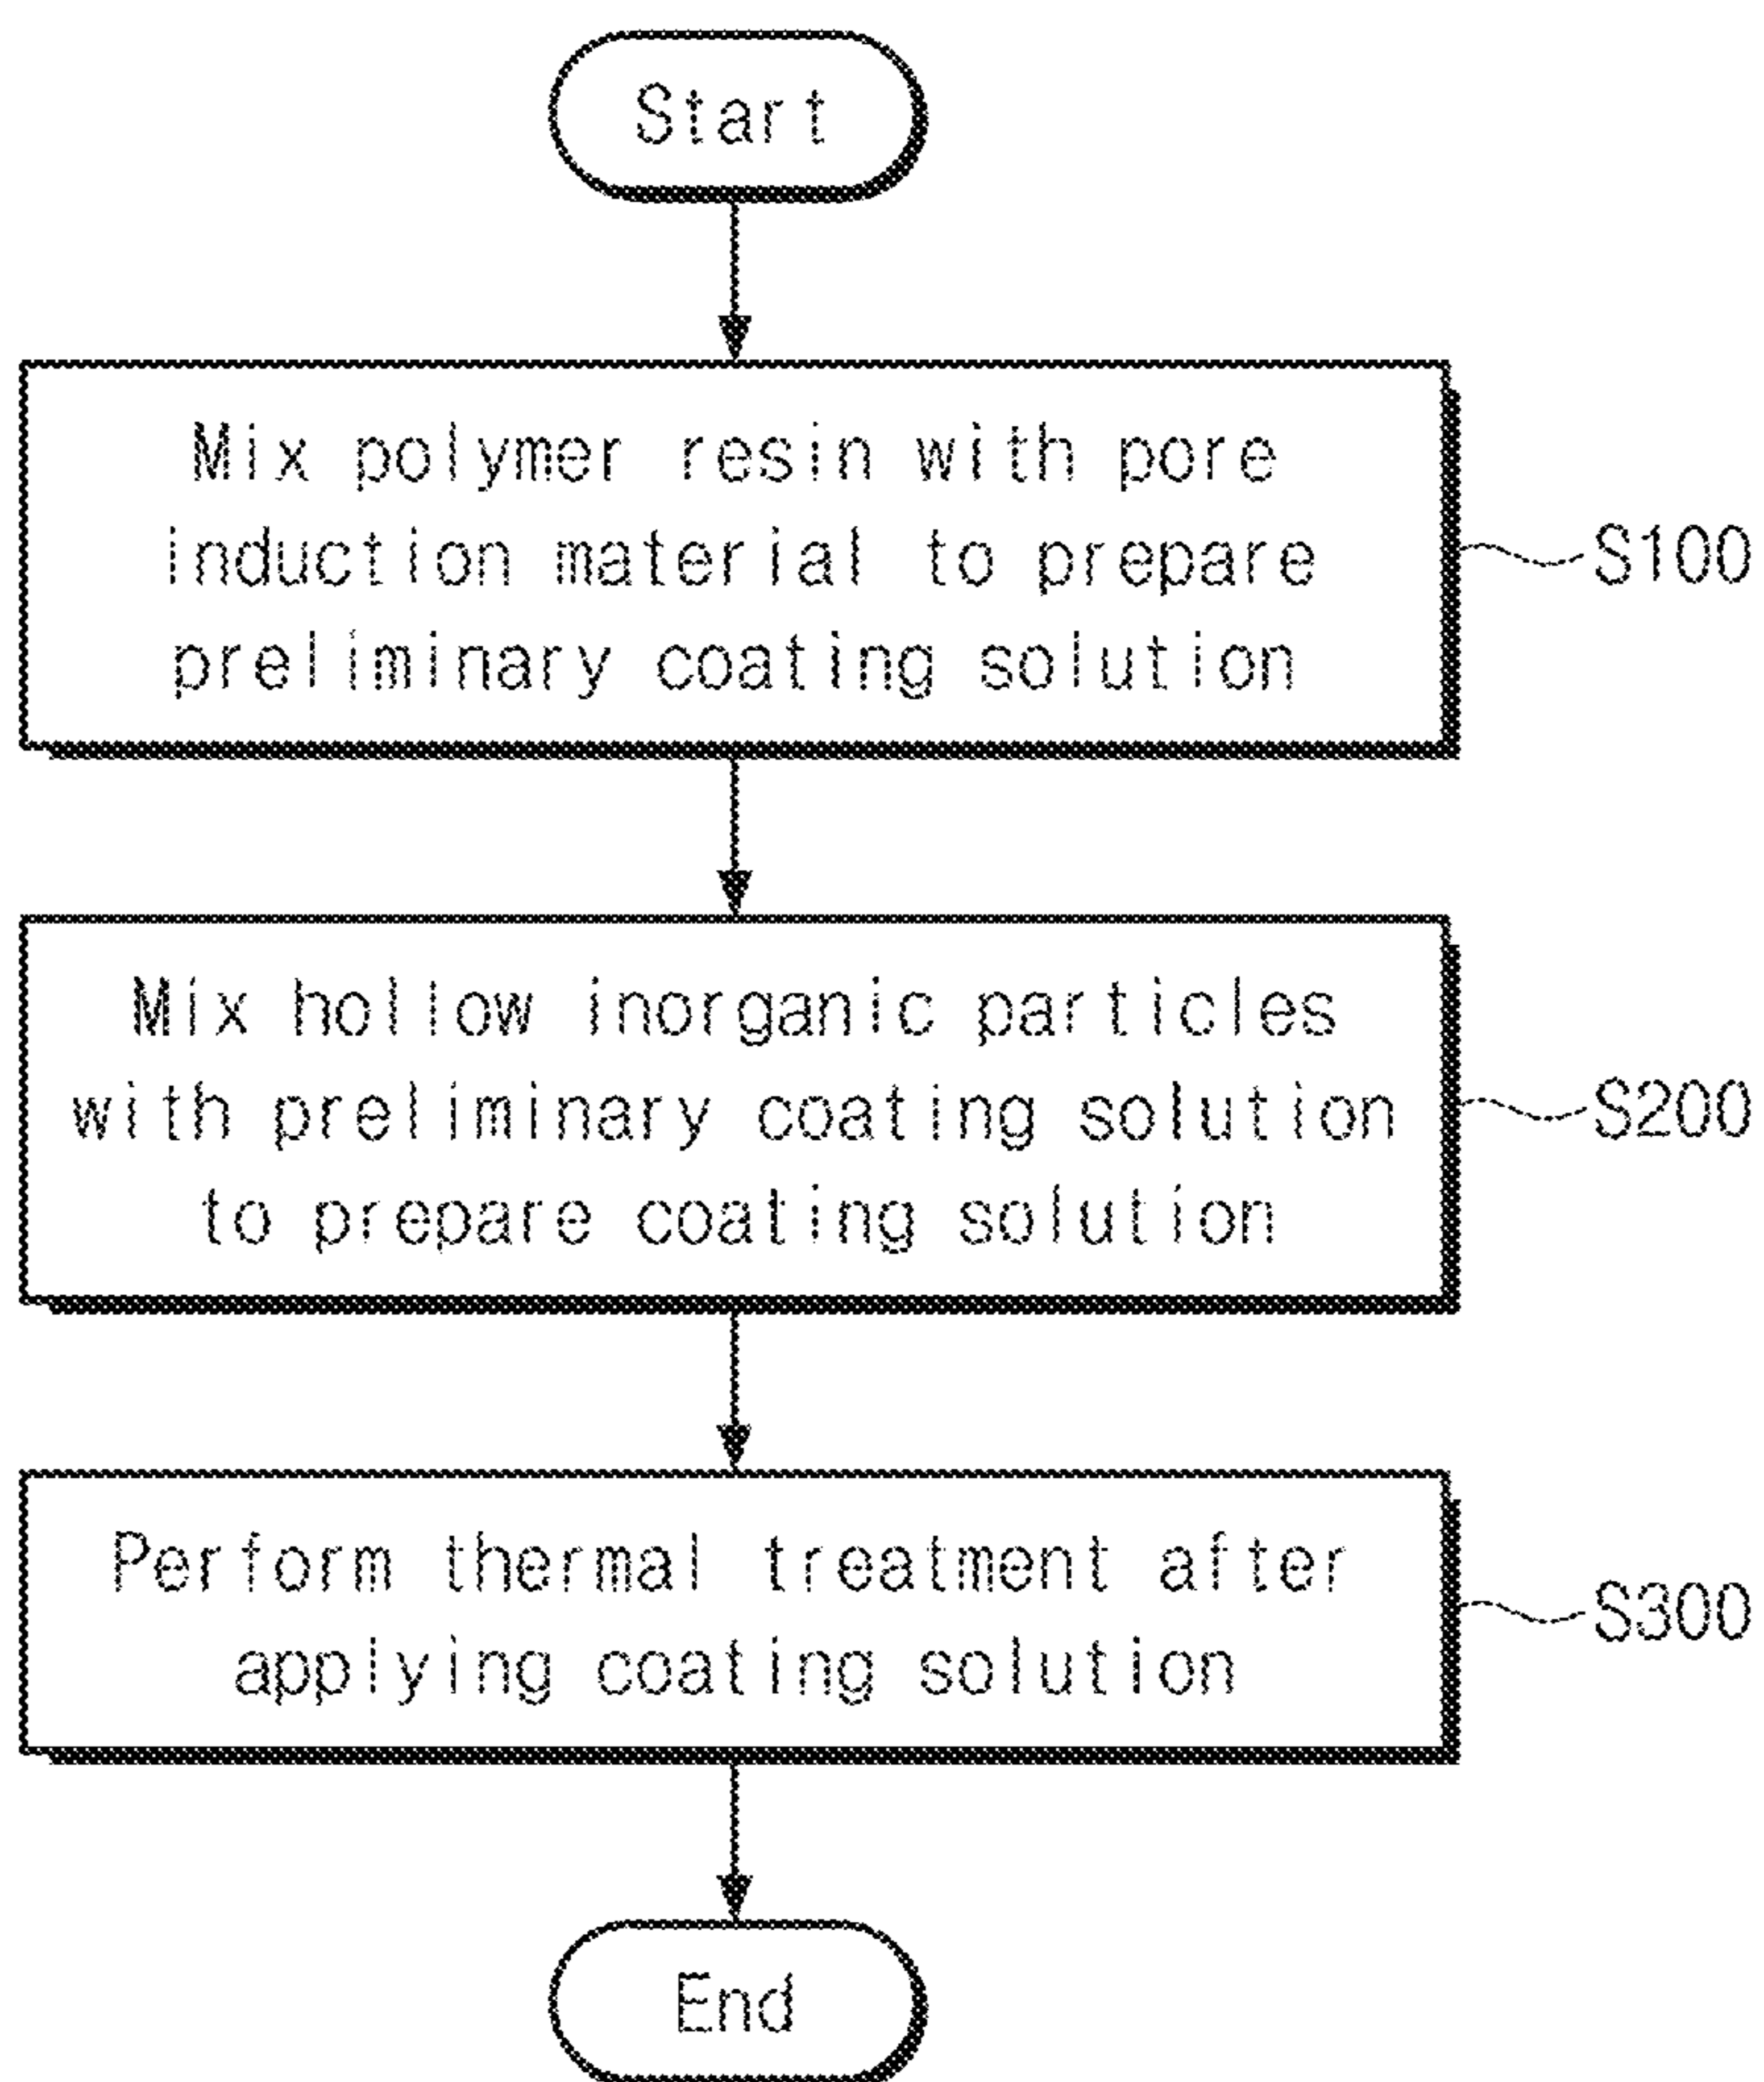 Start
Mix polymer resin with pore
induction material to prepare
preliminary coating solution
S100
Mix hollow inorganic particles
with preliminary coating solution
to prepare coating solution
S200
Perform thermal treatment after
applying coating solution
S300
End